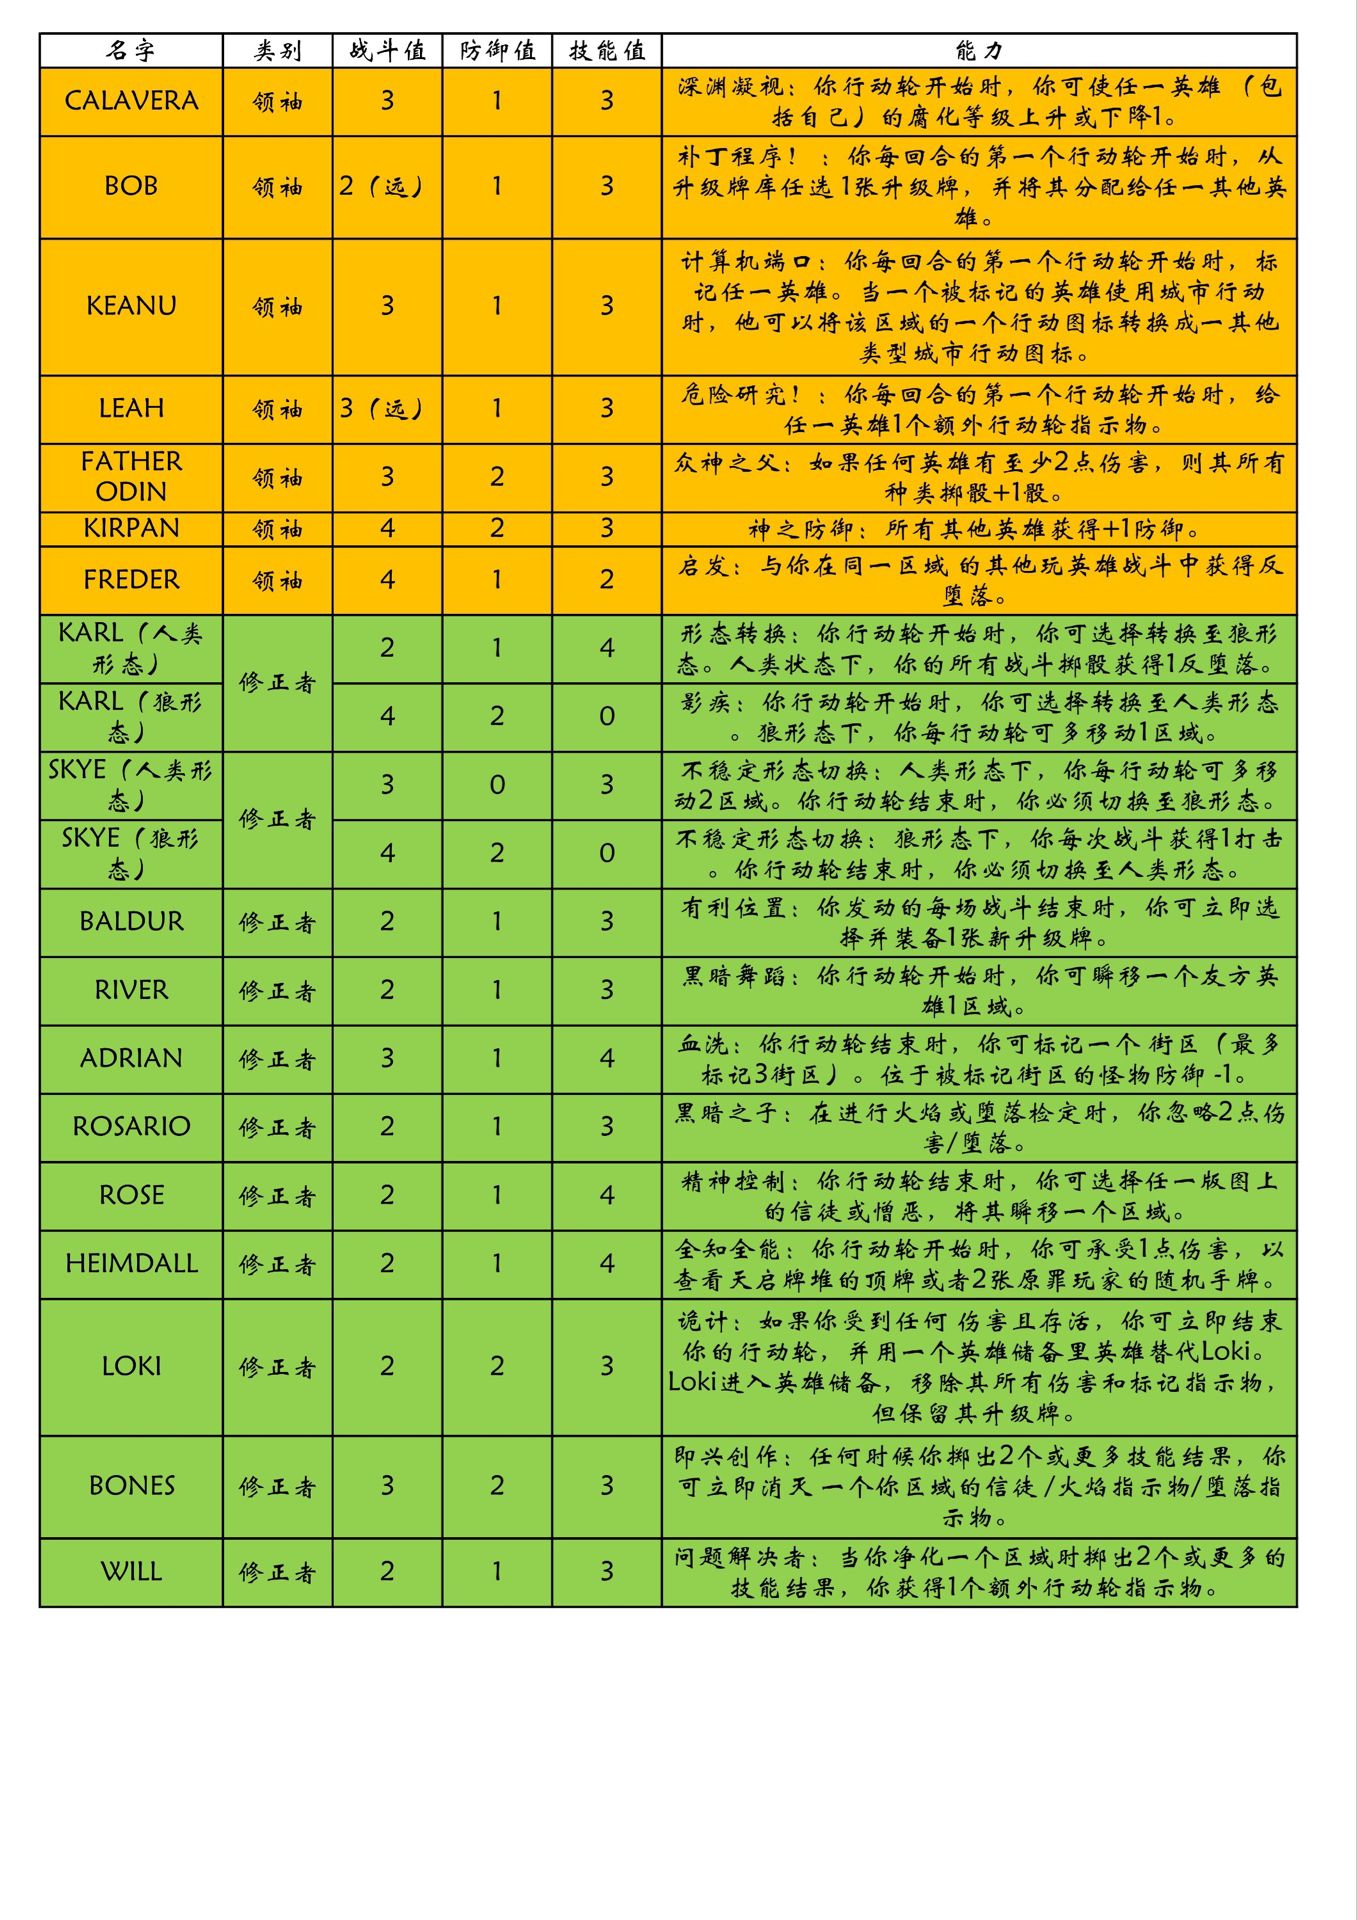 名字 类别 战斗值 防御值 技能值 能力
CALAVERA 领袖 3 1 3
深渊凝视：你行动轮开始时，你可使任一英雄（包
括自己）的腐化等级上升或下降1。
BOB 领袖 2（远） 1 3
补丁程序！：你每回合的第一个行动轮开始时，从
升级牌库任选1张升级牌，并将其分配给任一其他英
雄。
KEANU 领袖 3 1 3
计算机端口：你每回合的第一个行动轮开始时，标
记任一英雄。当一个被标记的英雄使用城市行动
时，他可以将该区域的一个行动图标转换成一其他
类型城市行动图标。
LEAH 领袖 3（远） 1 3
危险研究！：你每回合的第一个行动轮开始时，给
任一英雄1个额外行动轮指示物。
FATHER
ODIN 领袖 3 2 3
众神之父：如果任何英雄有至少2点伤害，则其所有
种类掷骰+1骰。
KIRPAN 领袖 4 2 3
神之防御：所有其他英雄获得+1防御。
FREDER 领袖 4 1 2
启发：与你在同一区域的其他玩英雄战斗中获得反
堕落。
KARL（人类
形态） 修正者 2 1 4
形态转换：你行动轮开始时，你可选择转换至狼形
态。人类状态下，你的所有战斗掷骰获得1反堕落。
KARL（狼形
态） 4 2 0
影疾：你行动轮开始时，你可选择转换至人类形态
。狼形态下，你每行动轮可多移动1区域。
SKYE（人类形
态） 修正者 3 0 3
不稳定形态切换：人类形态下，你每行动轮可多移
动2区域。你行动轮结束时，你必须切换至狼形态。
SKYE（狼形
态） 4 2 0
不稳定形态切换：狼形态下，你每次战斗获得1打击
。你行动轮结束时，你必须切换至人类形态。
BALDUR 修正者 2 1 3
有利位置：你发动的每场战斗结束时，你可立即选
择并装备1张新升级牌。
RIVER 修正者 2 1 3
黑暗舞蹈：你行动轮开始时，你可瞬移一个友方英
雄1区域。
ADRIAN 修正者 3 1 4
血洗：你行动轮结束时，你可标记一个街区（最多
标记3街区）。位于被标记街区的怪物防御-1。
ROSARIO 修正者 2 1 3
黑暗之子：在进行火焰或堕落检定时，你忽略2点伤
害/堕落。
ROSE 修正者 2 1 4
精神控制：你行动轮结束时，你可选择任一版图上
的信徒或憎恶，将其瞬移一个区域。
HEIMDALL 修正者 2 1 4
全知全能：你行动轮开始时，你可承受1点伤害，以
查看天启牌堆的顶牌或者2张原罪玩家的随机手牌。
LOKI 修正者 2 2 3
诡计：如果你受到任何伤害且存活，你可立即结束
你的行动轮，并用一个英雄储备里英雄替代Loki。
Loki进入英雄储备，移除其所有伤害和标记指示物，
但保留其升级牌。
BONES 修正者 3 2 3
即兴创作：任何时候你掷出2个或更多技能结果，你
可立即消灭一个你区域的信徒/火焰指示物/堕落指
示物。
WILL 修正者 2 1 3
问题解决者：当你净化一个区域时掷出2个或更多的
技能结果，你获得1个额外行动轮指示物。